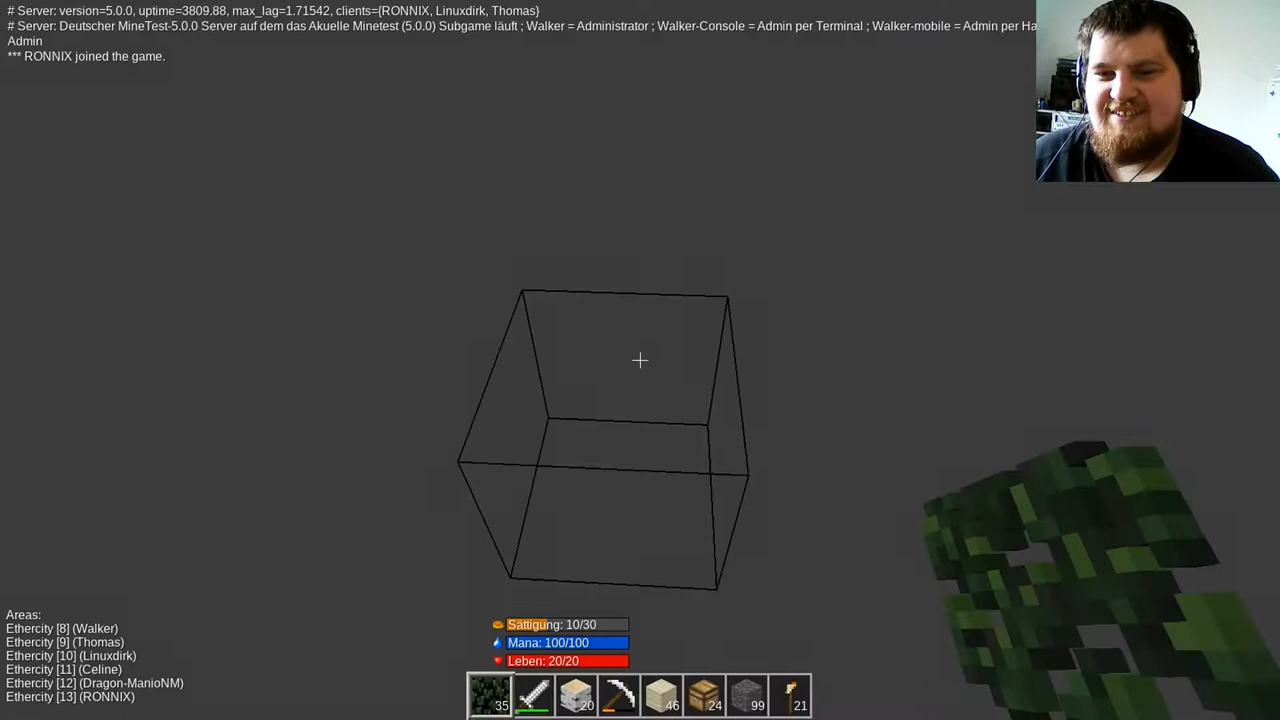 # Server: version=5.0.0, uptime=3809.88, max_lag=1.71542, clients={RONNIX, Linuxdirk, Thomas}
# Server: Deutscher MineTest-5.0.0 Server auf dem das Akuelle Minetest (5.0.0) Subgame läuft ; Walker = Administrator ; Walker-Console = Admin per Terminal ; Walker-mobile = Admin per
Admin
*** RONNIX joined the game.
Areas:
Ethercity [8] (Walker)
Ethercity [9] (Thomas)
Ethercity [10] (Linuxdirk)
Ethercity [11] (Celine)
Ethercity [12] (Dragon-ManioNM)
Ethercity [13] (RONNIX)
Sättigung: 10/30
Mana: 100/100
Leben: 20/20
35 20 46 24 99 21